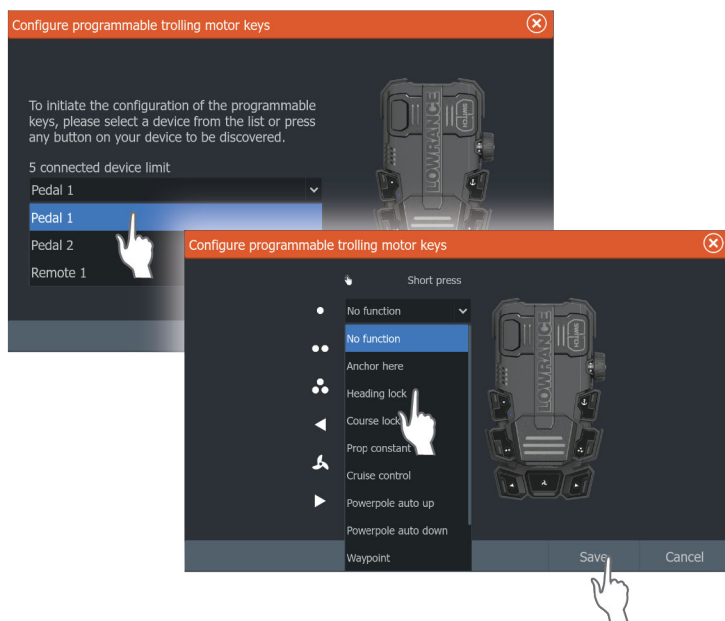 Configure programmable trolling motor keys
To initiate the configuration of the programmable
keys, please select a device from the list or press
any button on your device to be discovered.
5 connected device limit
Pedal 1
Pedal 1
Pedal 2
Remote 1
LOWRANCE
SWITCH
Configure programmable trolling motor keys
Short press
No function
No function
Anchor here
Heading lock
Course lock
Prop constant
Cruise control
Powerpole auto up
Powerpole auto down
Waypoint
LOWRANCE
SWITCH
Save
Cancel